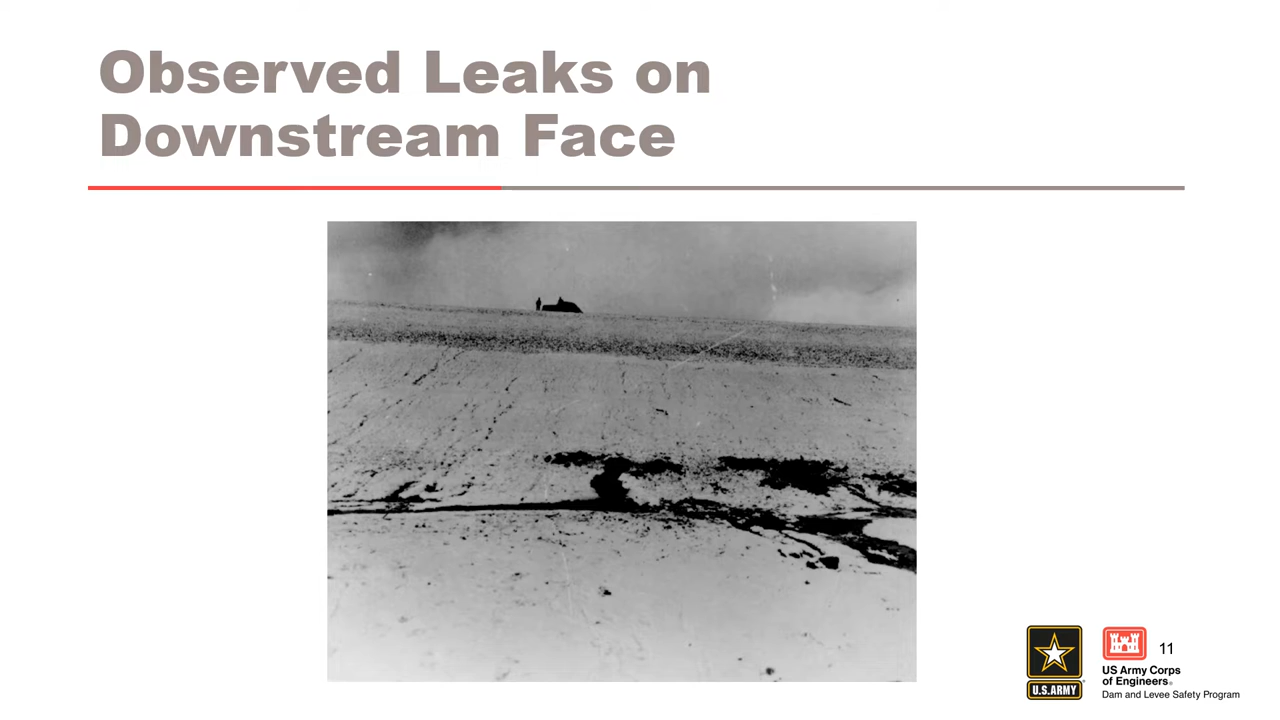 Observed Leaks on
Downstream Face
11
U.S.ARMY
US Army Corps
of Engineers®
Dam and Levee Safety Program